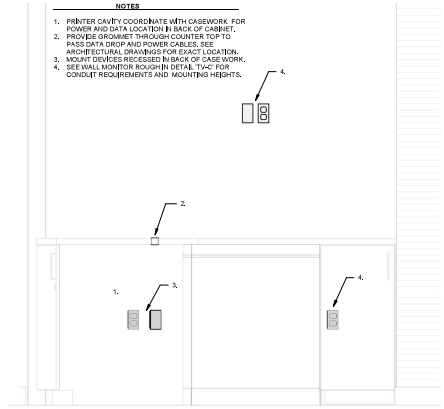 NOTES
1. PRINTER CAVITY COORDINATE WITH CASEWORK FOR
POWER AND DATA LOCATION IN BACK OF CABINET.
2. PROVIDE GROMMET THROUGH COUNTER TOP TO
PASS DATA DROP AND POWER CABLES. SEE
ARCHITECTURAL DRAWINGS FOR EXACT LOCATION.
3. MOUNT DEVICES RECESSED IN BACK OF CASE WORK.
4. SEE WALL MONITOR ROUGH IN DETAIL 'TV-C' FOR
CONDUIT REQUIREMENTS AND MOUNTING HEIGHTS.
4.
2.
1.
3.
4.